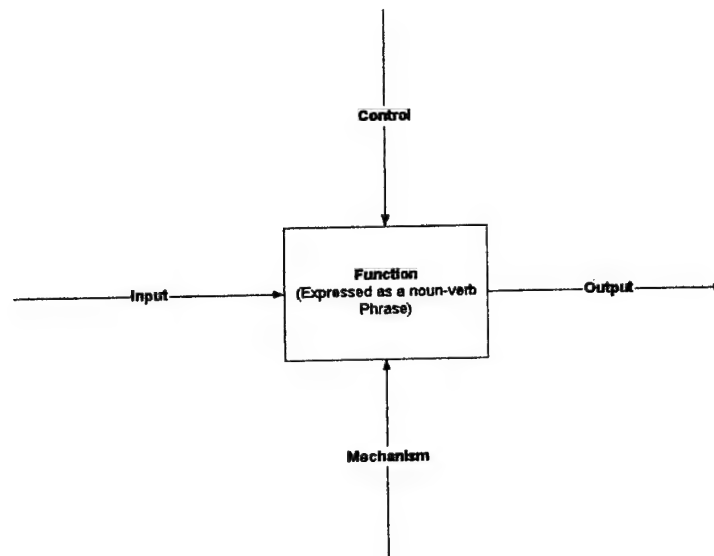 Control
Function
(Expressed as a noun-verb
Phrase)
Input
Output
Mechanism